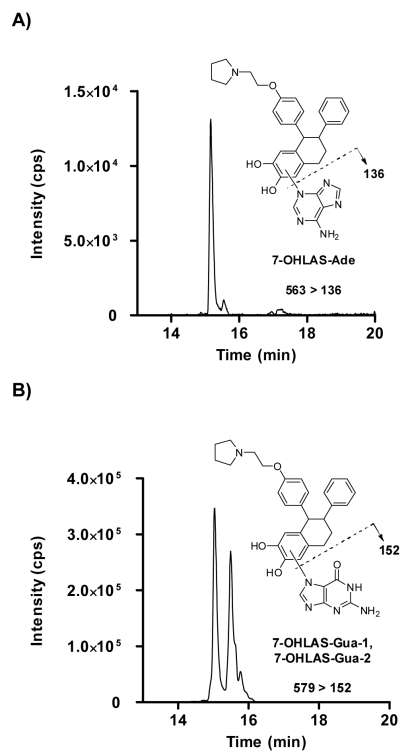 A)
N
O
HO
HO
136
N
N
N
N
NH₂
7-OHLAS-Ade
563 > 136
Intensity (cps)
1.5×10⁴
1.0×10⁴
5.0×10³
0
14 16 18 20
Time (min)
B)
N
O
HO
HO
152
O
N
NH
N
N
NH₂
7-OHLAS-Gua-1,
7-OHLAS-Gua-2
579 > 152
Intensity (cps)
4.0×10⁵
3.0×10⁵
2.0×10⁵
1.0×10⁵
0
14 16 18 20
Time (min)